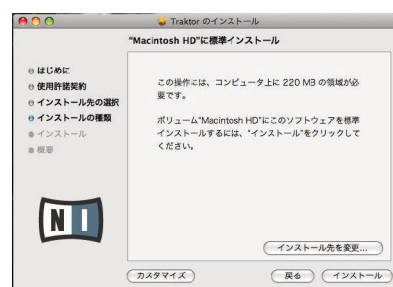 Traktor のインストール
"Macintosh HD"に標準インストール
はじめに
使用許諾契約
インストール先の選択
インストールの種類
インストール
概要
この操作には、コンピュータ上に 220 MB の領域が必
要です。
ボリューム"Macintosh HD"にこのソフトウェアを標準
インストールするには、"インストール"をクリックして
ください。
NI
インストール先を変更...
カスタマイズ
戻る
インストール